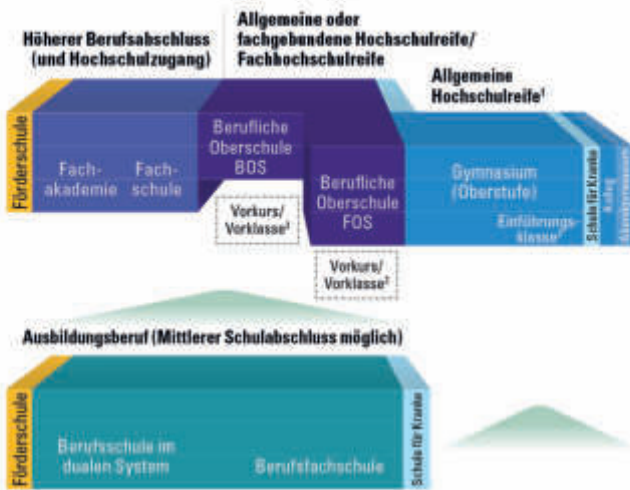 Höherer Berufsabschluss
(und Hochschulzugang)
Allgemeine oder
fachgebundene Hochschulreife/
Fachhochschulreife
Allgemeine
Hochschulreife¹
Förderschule
Fach-
akademie
Fach-
schule
Berufliche
Oberschule
BOS
Vorkurs/
Vorklasse²
Berufliche
Oberschule
FOS
Vorkurs/
Vorklasse²
Gymnasium
(Oberstufe)
Einführungs-
klasse
Schule für Kranke
Kolleg
Abendgymnasium
Ausbildungsberuf (Mittlerer Schulabschluss möglich)
Förderschule
Berufsschule im
dualen System
Berufsfachschule
Schule für Kranke